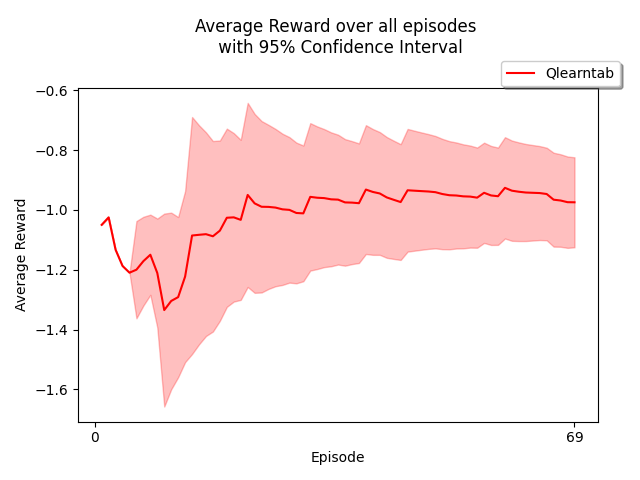 Average Reward over all episodes
with 95% Confidence Interval
Qlearntab
−0.6
−0.8
−1.0
−1.2
−1.4
−1.6
Average Reward
0
69
Episode